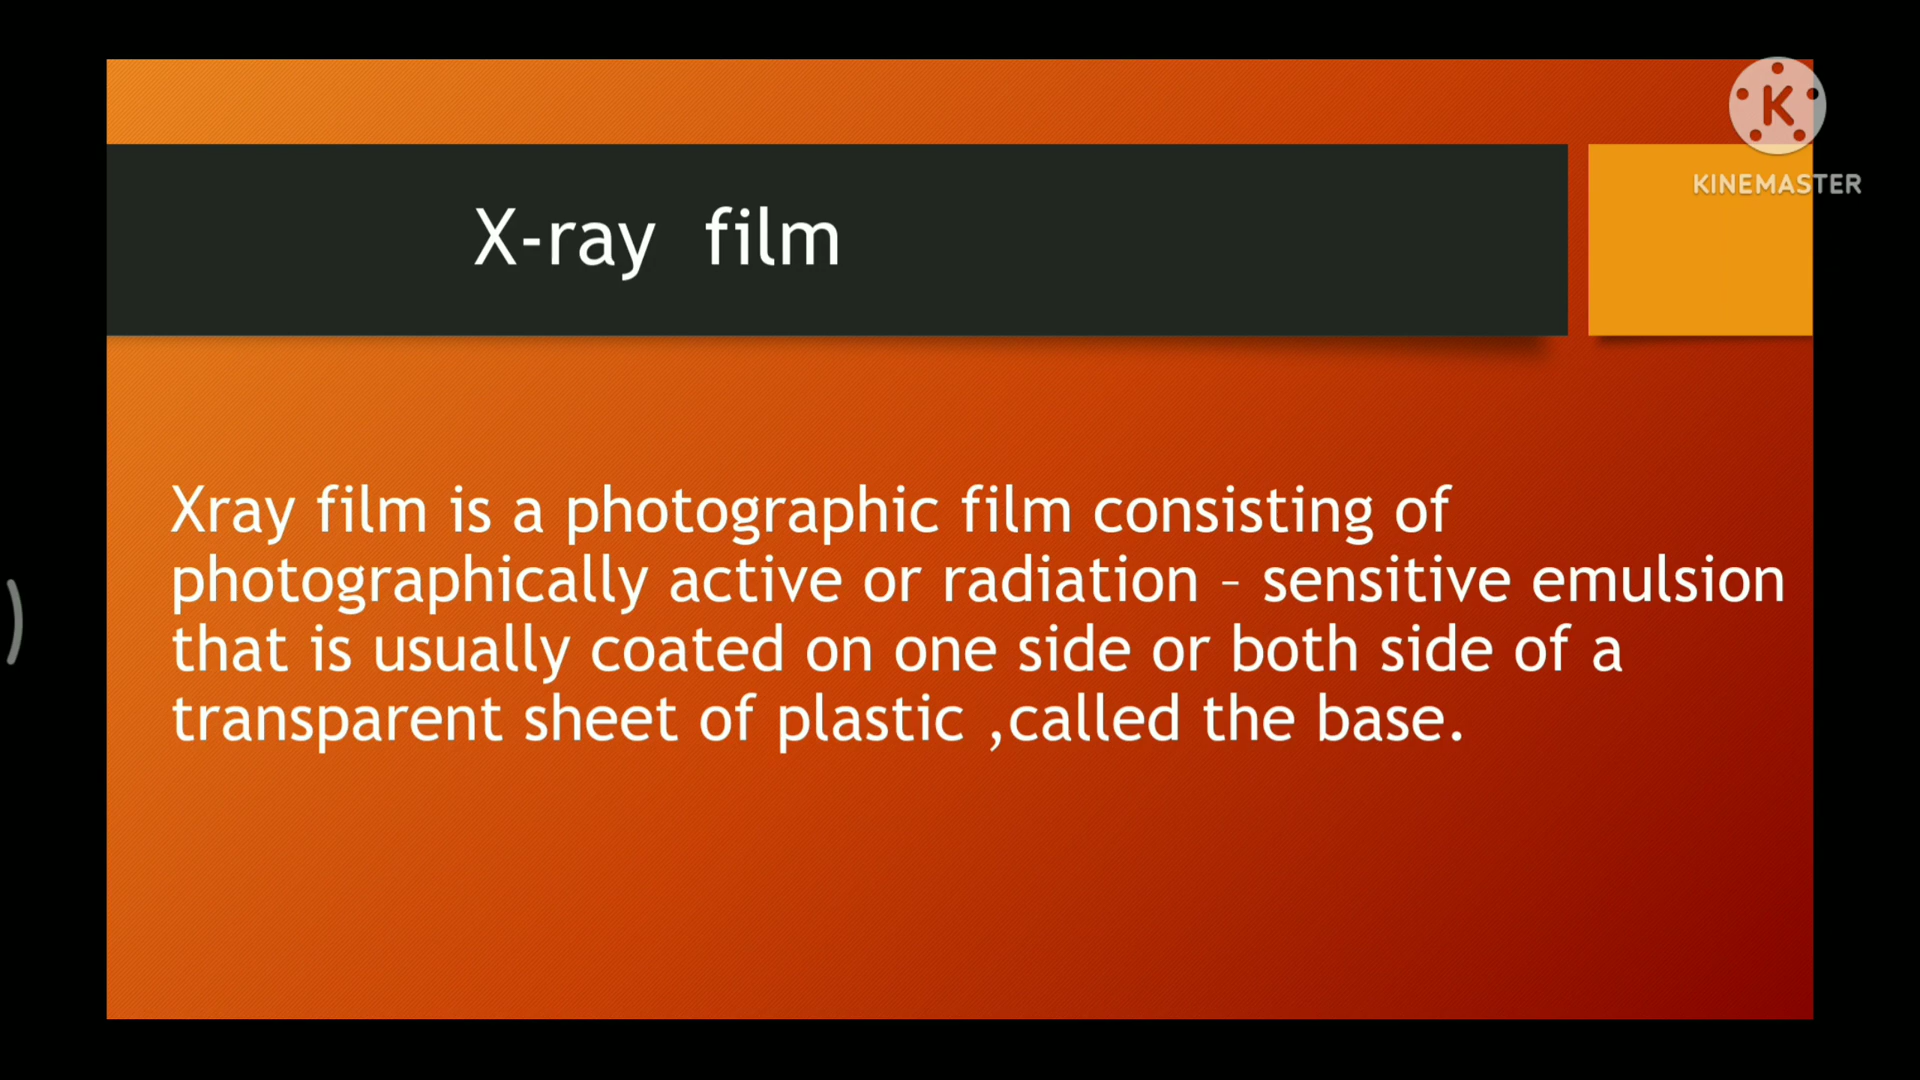 K
KINEMASTER
X-ray film
Xray film is a photographic film consisting of
photographically active or radiation – sensitive emulsion
that is usually coated on one side or both side of a
transparent sheet of plastic ,called the base.